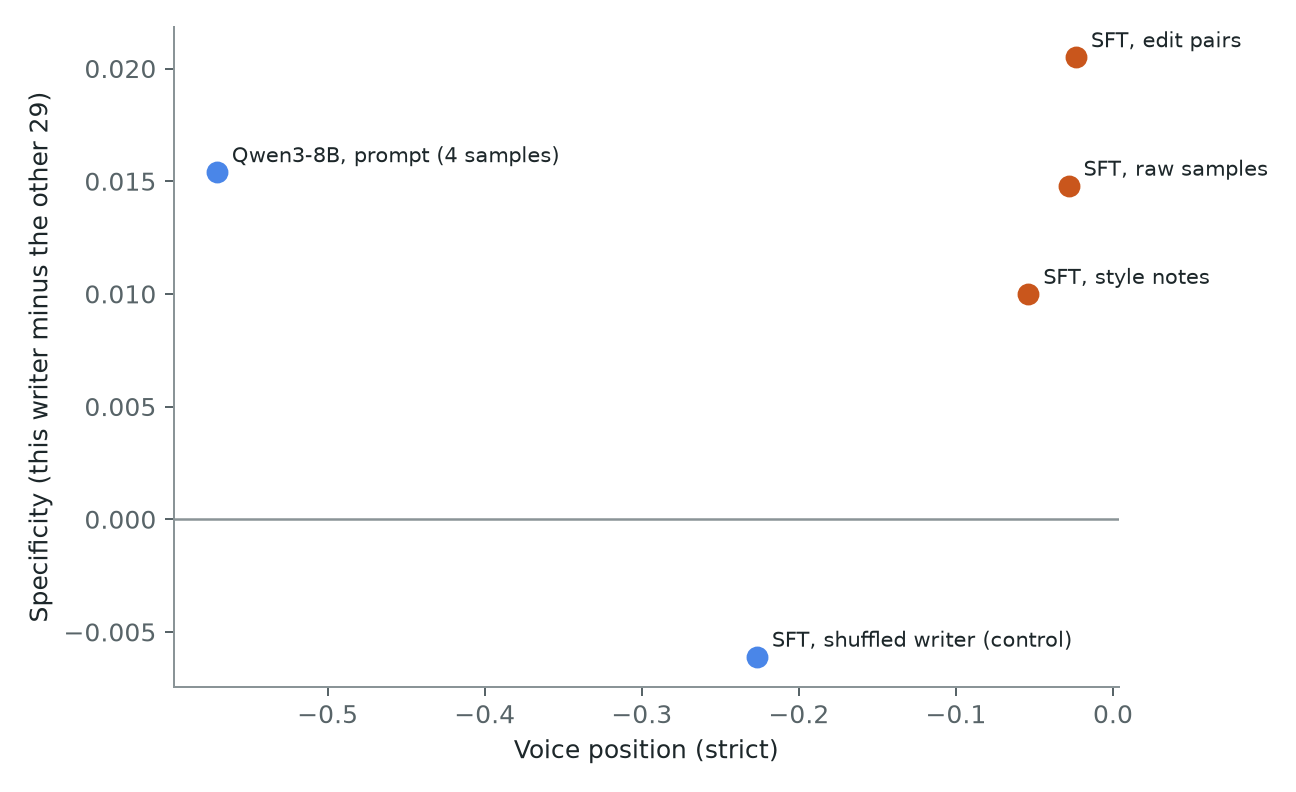 SFT, edit pairs
0.020
Qwen3-8B, prompt (4 samples)
SFT, raw samples
0.015
SFT, style notes
0.010
0.005
0.000
−0.005
SFT, shuffled writer (control)
Specificity (this writer minus the other 29)
−0.5
−0.4
−0.3
−0.2
−0.1
0.0
Voice position (strict)